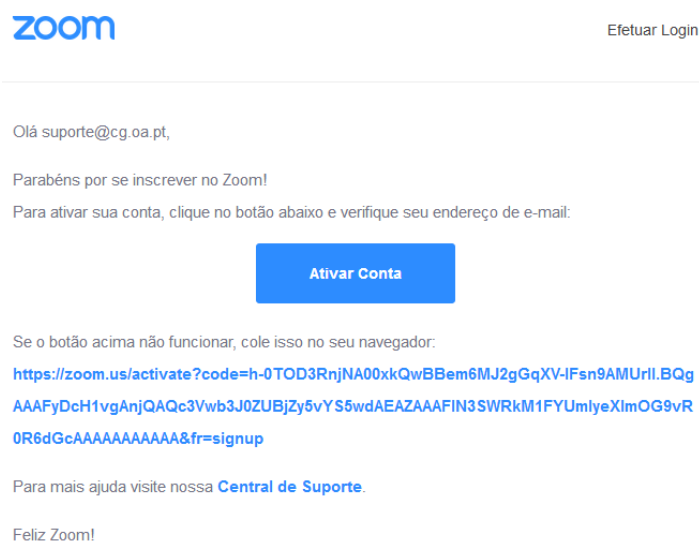 zoom
Efetuar Login
Olá suporte@cg.oa.pt,
Parabéns por se inscrever no Zoom!
Para ativar sua conta, clique no botão abaixo e verifique seu endereço de e-mail:
Ativar Conta
Se o botão acima não funcionar, cole isso no seu navegador:
https://zoom.us/activate?code=h-0TOD3RnjNA00xkQwBBem6MJ2gGqXV-lFsn9AMUrlI.BQg
AAAFyDcH1vgAnjQAQc3Vwb3J0ZUBjZy5vYS5wdAEAZAAAFlN3SWRkM1FYUmlyeXlmOG9vR
0R6dGcAAAAAAAAAAA&fr=signup
Para mais ajuda visite nossa Central de Suporte.
Feliz Zoom!